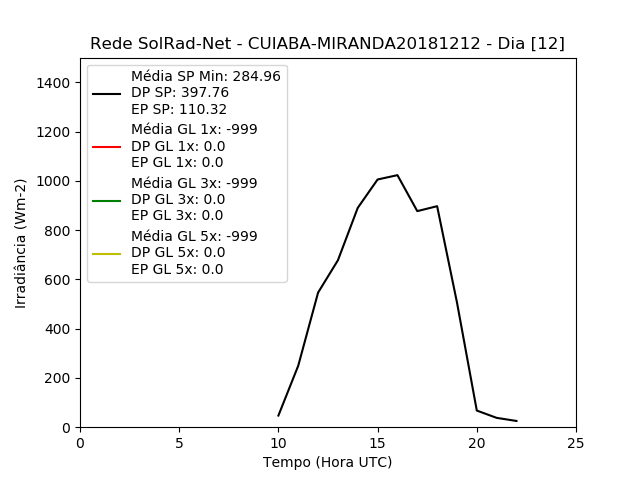 Rede SolRad-Net - CUIABA-MIRANDA20181212 - Dia [12]
Média SP Min: 284.96
DP SP: 397.76
EP SP: 110.32
Média GL 1x: -999
DP GL 1x: 0.0
EP GL 1x: 0.0
Média GL 3x: -999
DP GL 3x: 0.0
EP GL 3x: 0.0
Média GL 5x: -999
DP GL 5x: 0.0
EP GL 5x: 0.0
Irradiância (Wm-2)
1400
1200
1000
800
600
400
200
0
0 5 10 15 20 25
Tempo (Hora UTC)